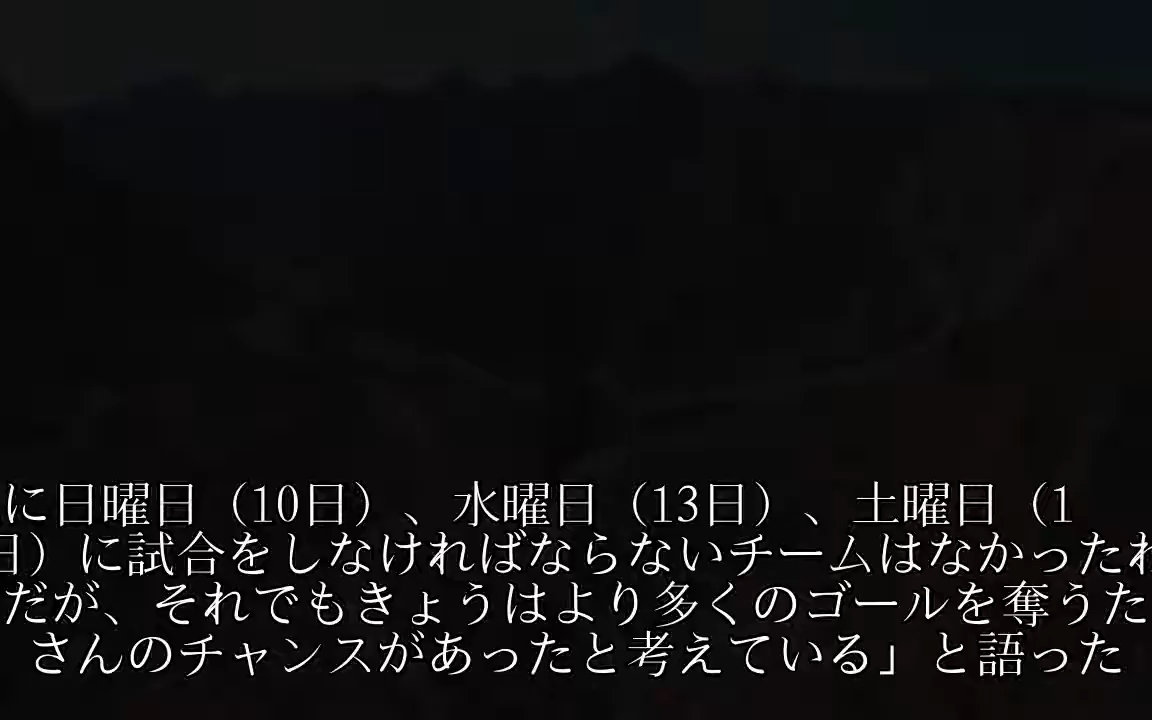 に日曜日（10日）、水曜日（13日）、土曜日（1
日）に試合をしなければならないチームはなかったわ
だが、それでもきょうはより多くのゴールを奪うた
さんのチャンスがあったと考えている」と語った